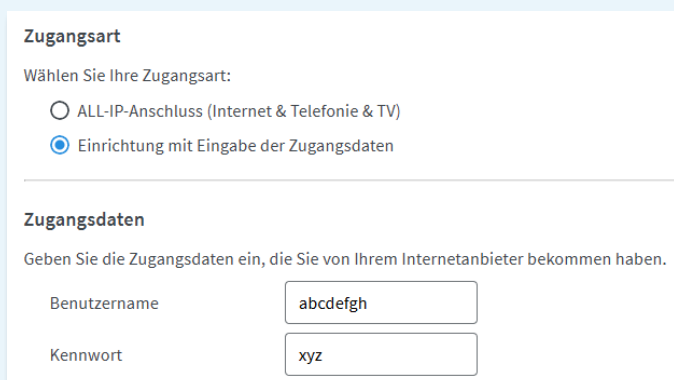 Zugangsart
Wählen Sie Ihre Zugangsart:
ALL-IP-Anschluss (Internet & Telefonie & TV)
Einrichtung mit Eingabe der Zugangsdaten
Zugangsdaten
Geben Sie die Zugangsdaten ein, die Sie von Ihrem Internetanbieter bekommen haben.
Benutzername abcdefgh
Kennwort xyz